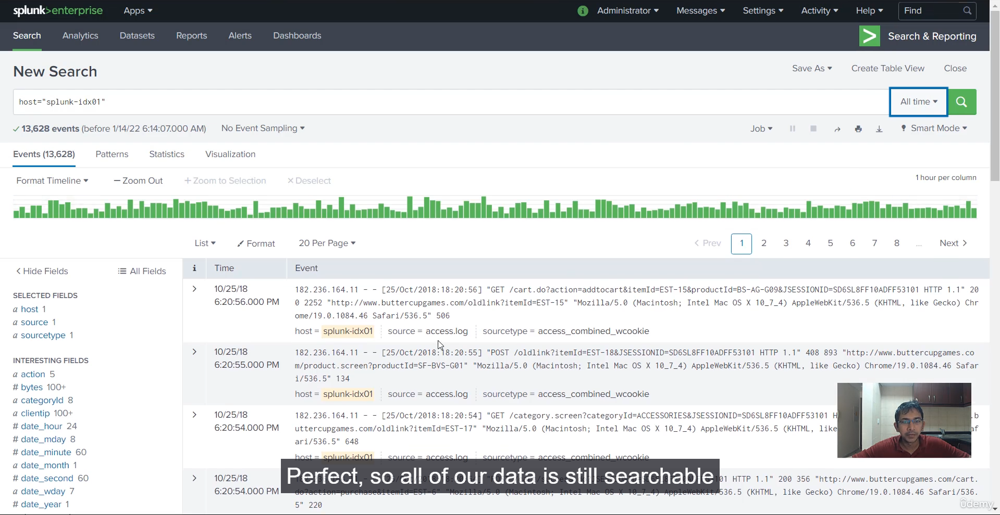 splunk>enterprise Apps Administrator Messages Settings Activity Help Find
Search Analytics Datasets Reports Alerts Dashboards Search & Reporting
New Search
Save As Create Table View Close
host="splunk-idx01" All time
13,628 events (before 1/14/22 6:14:07.000 AM) No Event Sampling Job Smart Mode
Events (13,628) Patterns Statistics Visualization
Format Timeline — Zoom Out + Zoom to Selection × Deselect
1 hour per column
List Format 20 Per Page < Prev 1 2 3 4 5 6 7 8 ... Next >
< Hide Fields All Fields
SELECTED FIELDS
a host 1
a source 1
a sourcetype 1
INTERESTING FIELDS
a action 5
# bytes 100+
a categoryId 8
a clientip 100+
# date_hour 24
# date_mday 8
# date_minute 60
a date_month 1
# date_second 60
a date_wday 7
# date_year 1
i Time Event
> 10/25/18
6:20:56.000 PM
182.236.164.11 - - [25/Oct/2018:18:20:56] "GET /cart.do?action=addtocart&itemId=EST-15&productId=BS-AG-G09&JSESSIONID=SD6SL8FF10ADFF53101 HTTP 1.1" 20
0 2252 "http://www.buttercupgames.com/oldlink?itemId=EST-15" "Mozilla/5.0 (Macintosh; Intel Mac OS X 10_7_4) AppleWebKit/536.5 (KHTML, like Gecko) Chr
ome/19.0.1084.46 Safari/536.5" 506
host = splunk-idx01 source = access.log sourcetype = access_combined_wcookie
> 10/25/18
6:20:55.000 PM
182.236.164.11 - - [25/Oct/2018:18:20:55] "POST /oldlink?itemId=EST-18&JSESSIONID=SD6SL8FF10ADFF53101 HTTP 1.1" 408 893 "http://www.buttercupgames.co
m/product.screen?productId=SF-BVS-G01" "Mozilla/5.0 (Macintosh; Intel Mac OS X 10_7_4) AppleWebKit/536.5 (KHTML, like Gecko) Chrome/19.0.1084.46 Safar
i/536.5" 134
host = splunk-idx01 source = access.log sourcetype = access_combined_wcookie
> 10/25/18
6:20:54.000 PM
182.236.164.11 - - [25/Oct/2018:18:20:54] "GET /category.screen?categoryId=ACCESSORIES&JSESSIONID=SD6SL8FF10ADFF53101
uttercupgames.com/oldlink?itemId=EST-17" "Mozilla/5.0 (Macintosh; Intel Mac OS X 10_7_4) AppleWebKit/536.5 (KHTML, like
ari/536.5" 648
host = splunk-idx01 source = access.log sourcetype = access_combined_wcookie
> 10/25/18
6:20:54.000 PM
HTTP 1.1" 200 356 "http://www.buttercupgames.com/cart.
do?action=purchase&itemId=EST-6" "Mozilla/5.0 (Macintosh; Intel Mac OS X 10_7_4) AppleWebKit/536.5 (KHTML, like Gecko) Chrome/19.0.1084.46 Safari/536.
5" 220
Perfect, so all of our data is still searchable
ûdemy